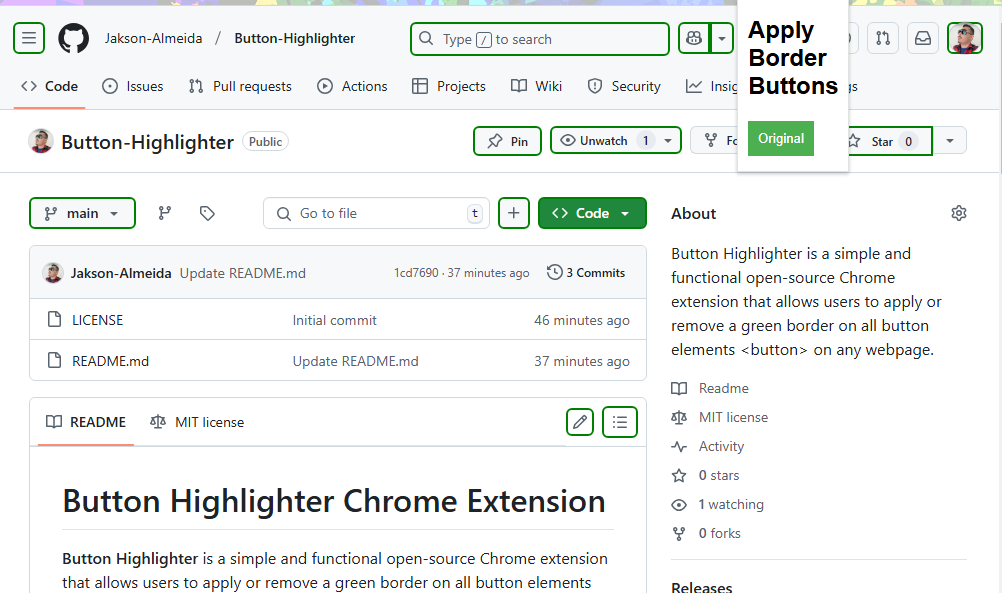 Jakson-Almeida / Button-Highlighter
Type / to search
Apply
Border
Buttons
Original
Code
Issues
Pull requests
Actions
Projects
Wiki
Security
Button-Highlighter Public
Pin
Unwatch 1
Star 0
main
Go to file t
Code
Jakson-Almeida Update README.md 1cd7690 · 37 minutes ago 3 Commits
LICENSE Initial commit 46 minutes ago
README.md Update README.md 37 minutes ago
README MIT license
Button Highlighter Chrome Extension
Button Highlighter is a simple and functional open-source Chrome extension
that allows users to apply or remove a green border on all button elements
About
Button Highlighter is a simple and
functional open-source Chrome
extension that allows users to apply or
remove a green border on all button
elements <button> on any webpage.
Readme
MIT license
Activity
0 stars
1 watching
0 forks
Releases